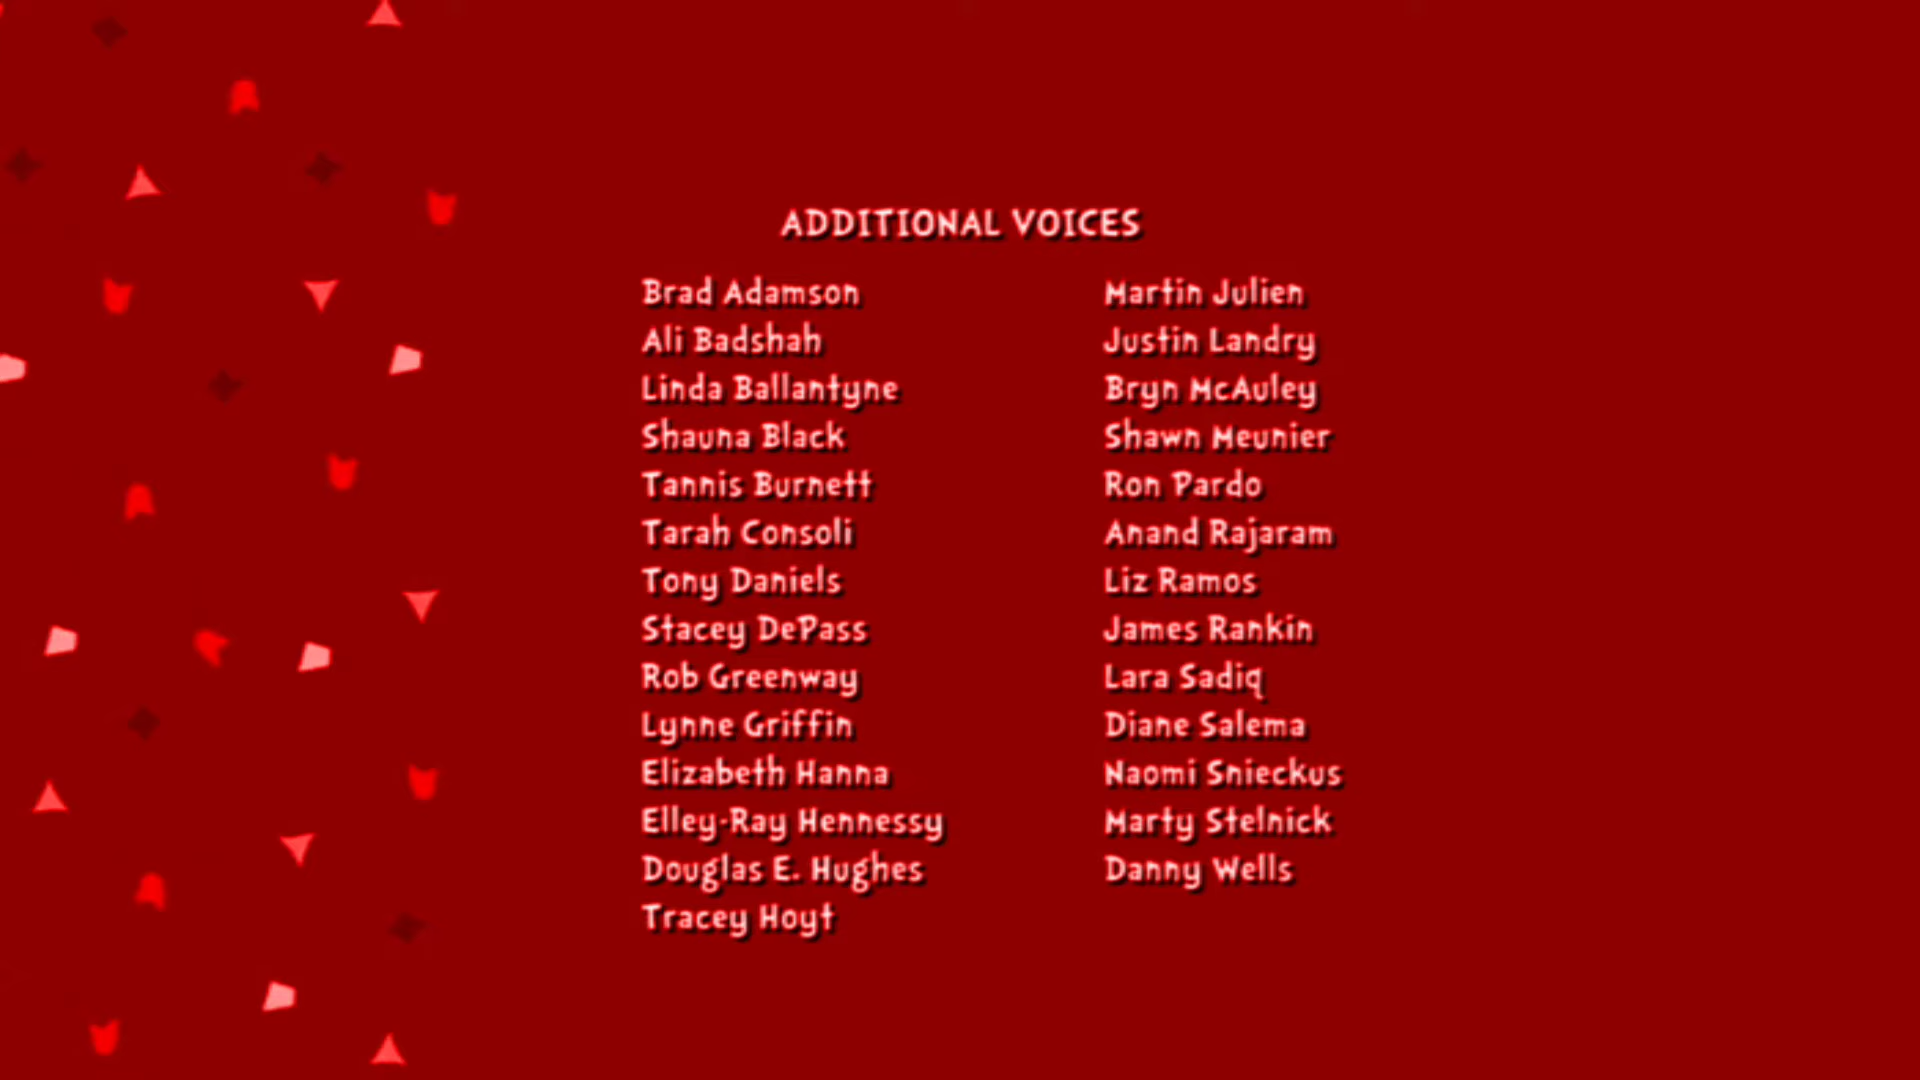 ADDITIONAL VOICES
Brad Adamson
Ali Badshah
Linda Ballantyne
Shauna Black
Tannis Burnett
Tarah Consoli
Tony Daniels
Stacey DePass
Rob Greenway
Lynne Griffin
Elizabeth Hanna
Elley-Ray Hennessy
Douglas E. Hughes
Tracey Hoyt
Martin Julien
Justin Landry
Bryn McAuley
Shawn Meunier
Ron Pardo
Anand Rajaram
Liz Ramos
James Rankin
Lara Sadiq
Diane Salema
Naomi Snieckus
Marty Stelnick
Danny Wells